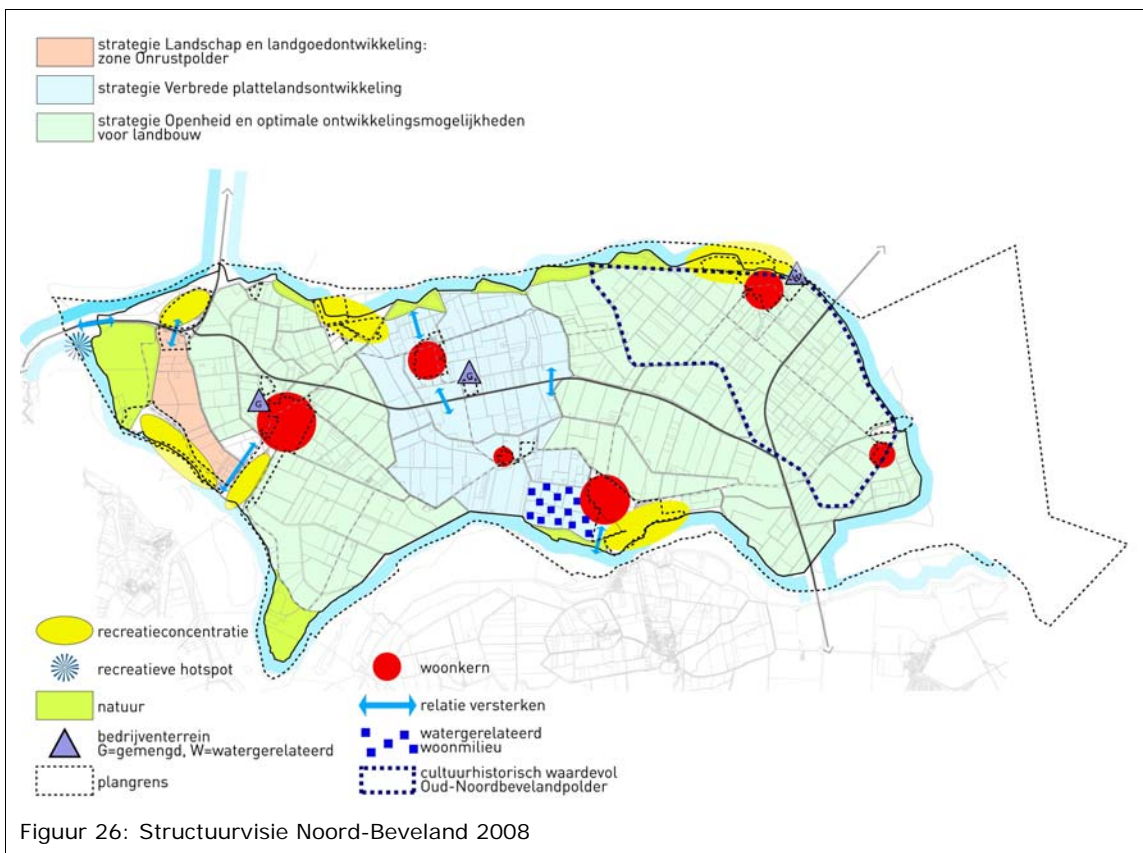 strategie Landschap en landgoedontwikkeling:
zone Onrustpolder
strategie Verbrede plattelandsontwikkeling
strategie Openheid en optimale ontwikkelingsmogelijkheden
voor landbouw
W
G
G
recreatieconcentratie
recreatieve hotspot
natuur
bedrijventerrein
G=gemengd, W=watergerelateerd
plangrens
woonkern
relatie versterken
watergerelateerd
woonmilieu
cultuurhistorisch waardevol
Oud-Noordbevelandpolder
Figuur 26: Structuurvisie Noord-Beveland 2008